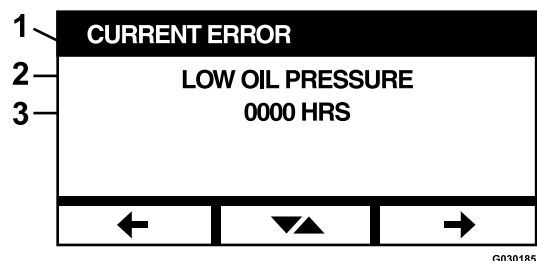 1
CURRENT ERROR
2
LOW OIL PRESSURE
3
0000 HRS
G030185